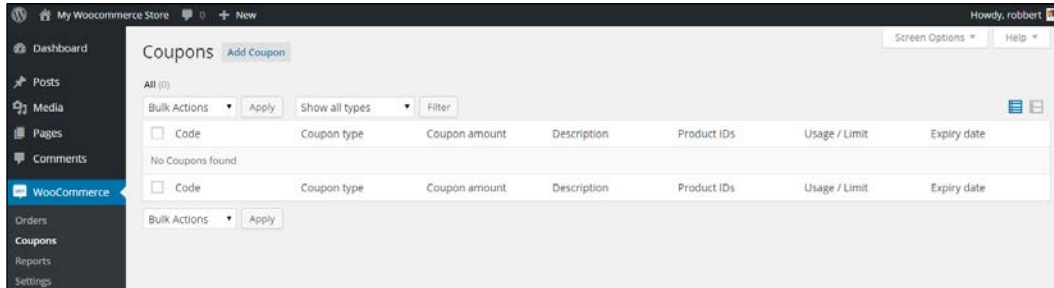 My Woocommerce Store 0 + New Howdy, robbert
Screen Options Help
Dashboard
Posts
Media
Pages
Comments
WooCommerce
Orders
Coupons
Reports
Settings
Coupons Add Coupon
All (0)
Bulk Actions Apply Show all types Filter
Code Coupon type Coupon amount Description Product IDs Usage / Limit Expiry date
No Coupons found
Code Coupon type Coupon amount Description Product IDs Usage / Limit Expiry date
Bulk Actions Apply